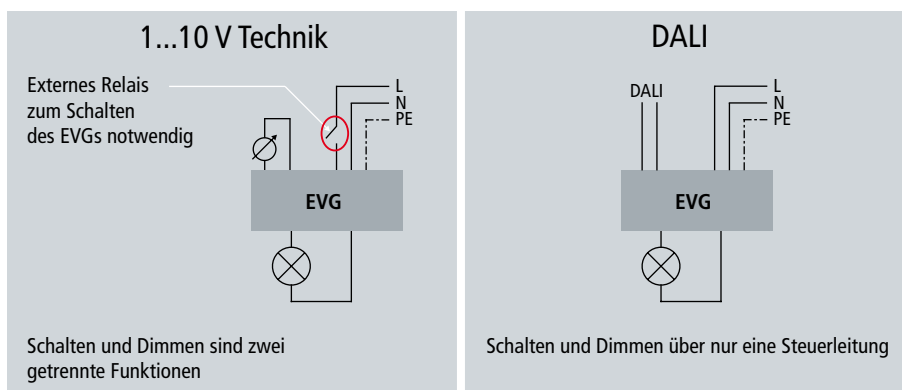 1...10 V Technik
Externes Relais
zum Schalten
des EVGs notwendig
L
N
PE
EVG
Schalten und Dimmen sind zwei
getrennte Funktionen
DALI
DALI
L
N
PE
EVG
Schalten und Dimmen über nur eine Steuerleitung